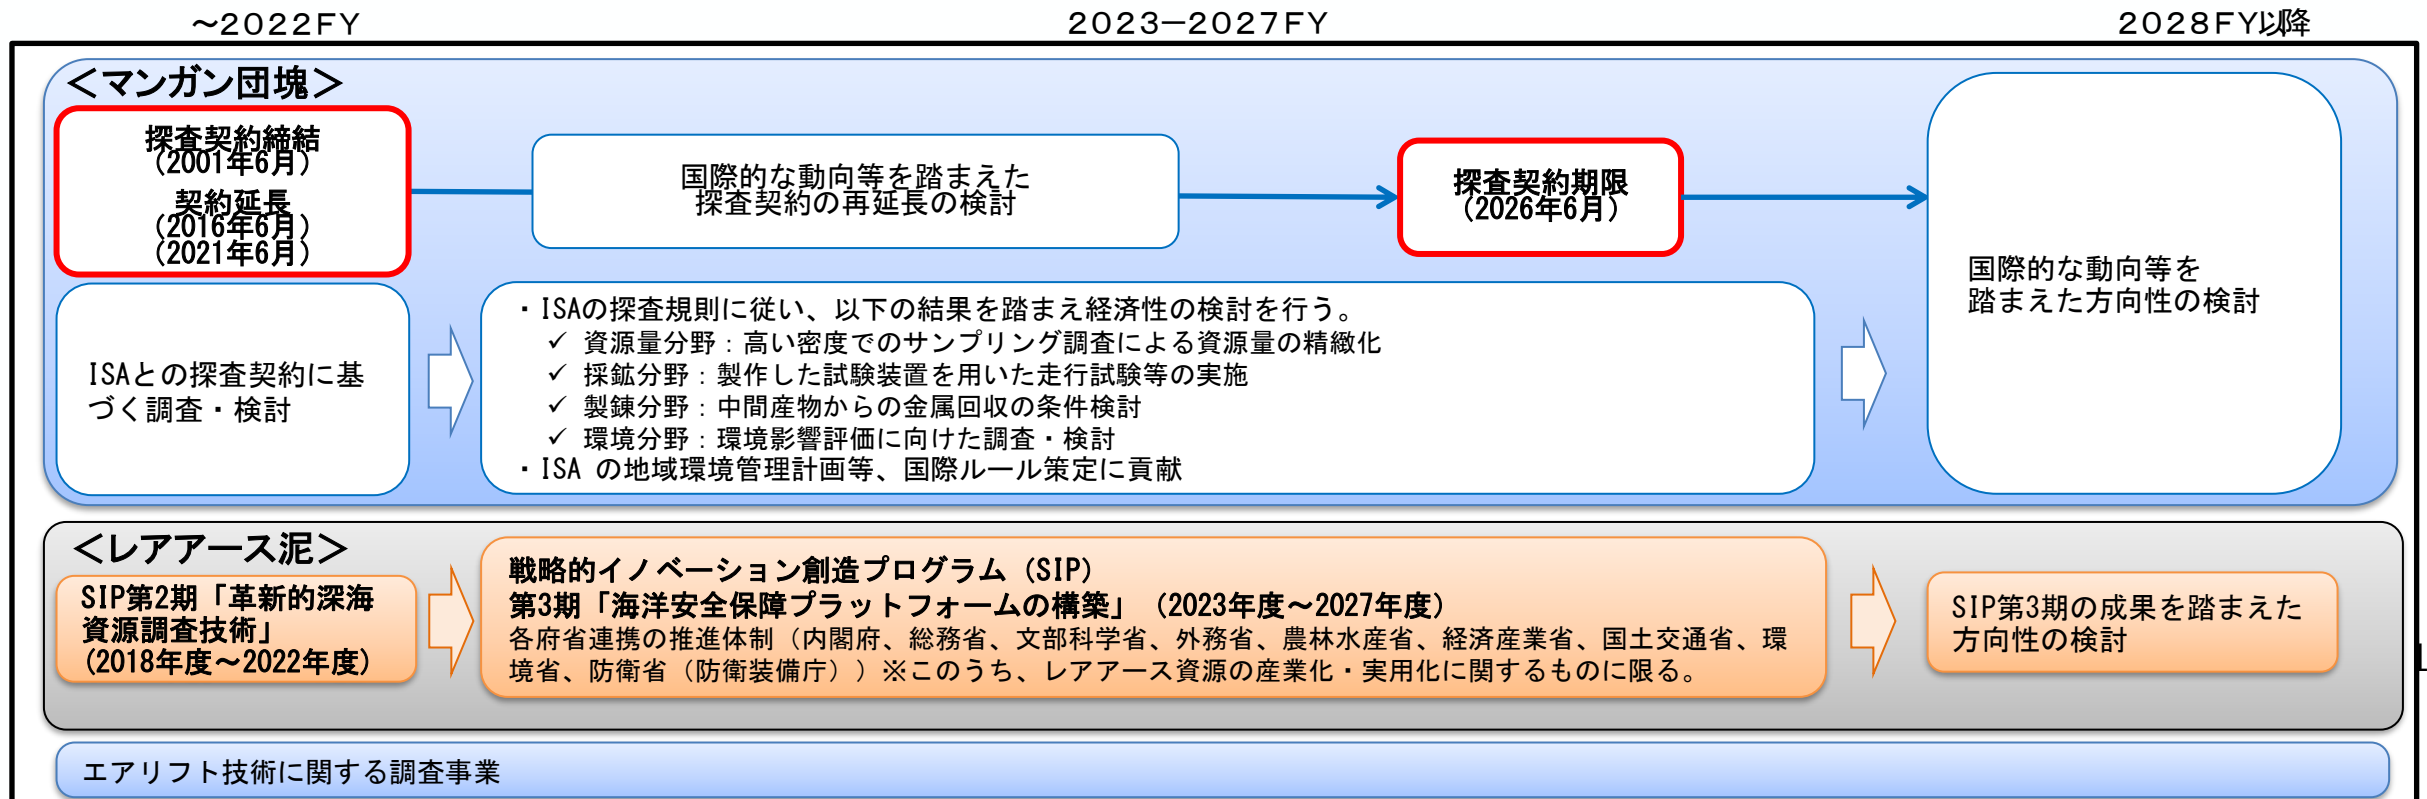 ～2022FY
2023－2027FY
2028FY以降
＜マンガン団塊＞
探査契約締結
（2001年6月）
契約延長
（2016年6月）
（2021年6月）
国際的な動向等を踏まえた
探査契約の再延長の検討
探査契約期限
（2026年6月）
国際的な動向等を
踏まえた方向性の検討
ISAとの探査契約に基
づく調査・検討
・ISAの探査規則に従い、以下の結果を踏まえ経済性の検討を行う。
✓ 資源量分野：高い密度でのサンプリング調査による資源量の精緻化
✓ 採鉱分野：製作した試験装置を用いた走行試験等の実施
✓ 製錬分野：中間産物からの金属回収の条件検討
✓ 環境分野：環境影響評価に向けた調査・検討
・ISA の地域環境管理計画等、国際ルール策定に貢献
＜レアアース泥＞
SIP第2期「革新的深海
資源調査技術」
(2018年度～2022年度)
戦略的イノベーション創造プログラム（SIP）
第3期「海洋安全保障プラットフォームの構築」（2023年度～2027年度）
各府省連携の推進体制（内閣府、総務省、文部科学省、外務省、農林水産省、経済産業省、国土交通省、環
境省、防衛省（防衛装備庁））※このうち、レアアース資源の産業化・実用化に関するものに限る。
SIP第3期の成果を踏まえた
方向性の検討
エアリフト技術に関する調査事業